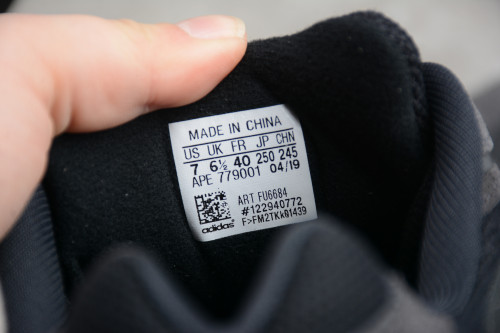 MADE IN CHINA
US UK FR JP CHN
7 6½ 40 250 245
APE 779001 04/19
ART FU6684
#122940772
F>FM2TKk01439
adidas